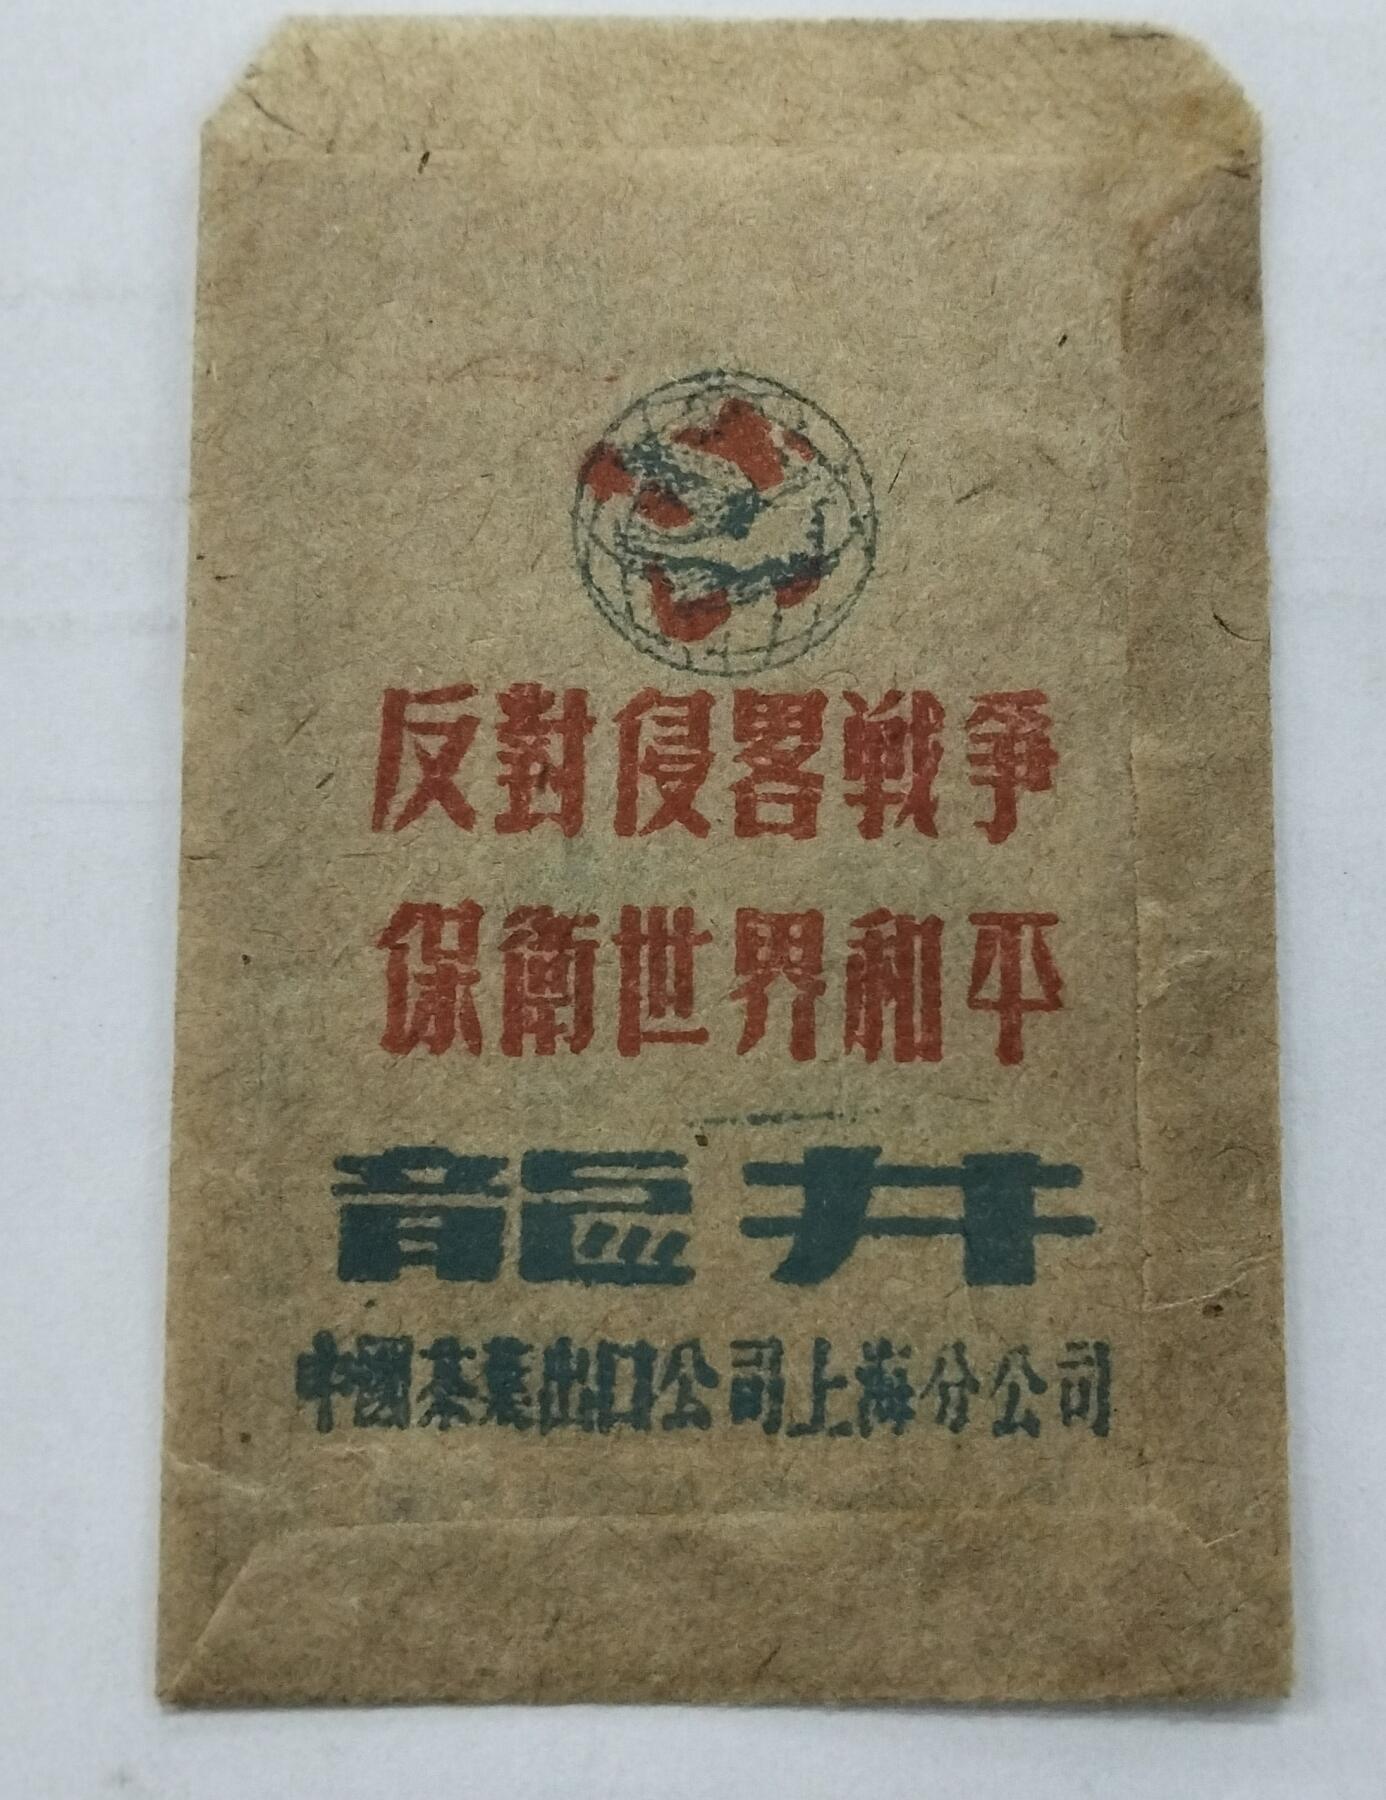 反對侵畧戰爭
保衛世界和平
龍井
中國茶葉出口公司上海分公司